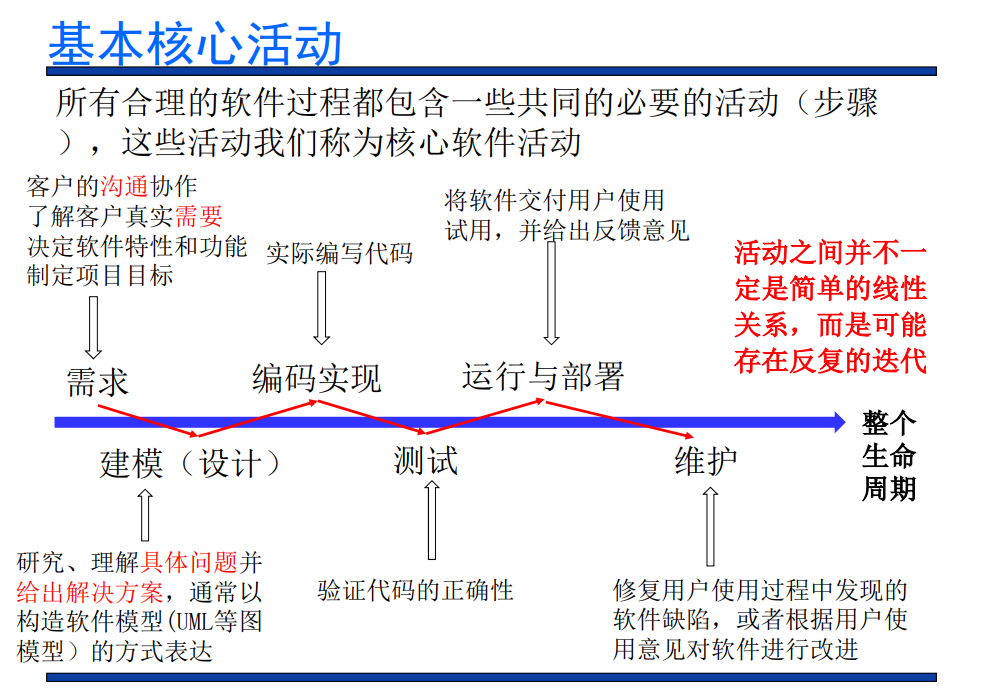 基本核心活动
所有合理的软件过程都包含一些共同的必要的活动（步骤
），这些活动我们称为核心软件活动
客户的沟通协作
了解客户真实需要
决定软件特性和功能
制定项目目标
实际编写代码
将软件交付用户使用
试用，并给出反馈意见
活动之间并不一
定是简单的线性
关系，而是可能
存在反复的迭代
需求
编码实现
运行与部署
整个
生命
周期
建模（设计）
测试
维护
研究、理解具体问题并
给出解决方案，通常以
构造软件模型(UML等图
模型）的方式表达
验证代码的正确性
修复用户使用过程中发现的
软件缺陷，或者根据用户使
用意见对软件进行改进